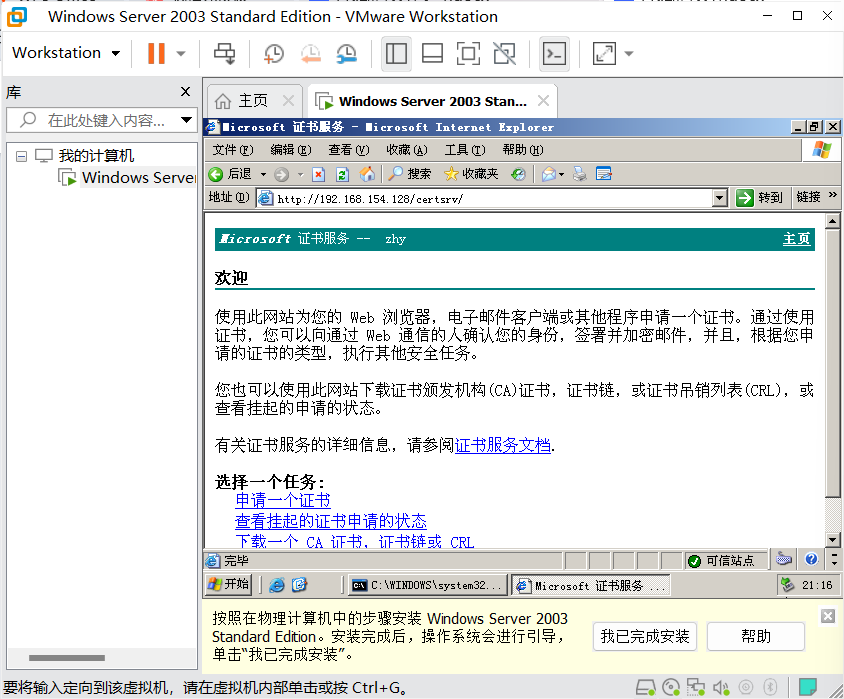 Windows Server 2003 Standard Edition - VMware Workstation
Workstation
库
在此处键入内容...
我的计算机
Windows Serve
主页
Windows Server 2003 Stan...
Microsoft 证书服务 - Microsoft Internet Explorer
文件(F) 编辑(E) 查看(V) 收藏(A) 工具(T) 帮助(H)
后退 搜索 收藏夹
地址(D) http://192.168.154.128/certsrv/ 转到 链接 »
Microsoft 证书服务 -- zhy 主页
欢迎
使用此网站为您的 Web 浏览器，电子邮件客户端或其他程序申请一个证书。通过使用
证书，您可以向通过 Web 通信的人确认您的身份，签署并加密邮件，并且，根据您申
请的证书的类型，执行其他安全任务。
您也可以使用此网站下载证书颁发机构(CA)证书，证书链，或证书吊销列表(CRL)，或
查看挂起的申请的状态。
有关证书服务的详细信息，请参阅证书服务文档.
选择一个任务:
申请一个证书
查看挂起的证书申请的状态
下载一个 CA 证书，证书链或 CRL
完毕 可信站点
开始 C:\WINDOWS\system32... Microsoft 证书服务 ... 21:16
按照在物理计算机中的步骤安装 Windows Server 2003
Standard Edition。安装完成后，操作系统会进行引导，
单击“我已完成安装”。
我已完成安装 帮助
要将输入定向到该虚拟机，请在虚拟机内部单击或按 Ctrl+G。